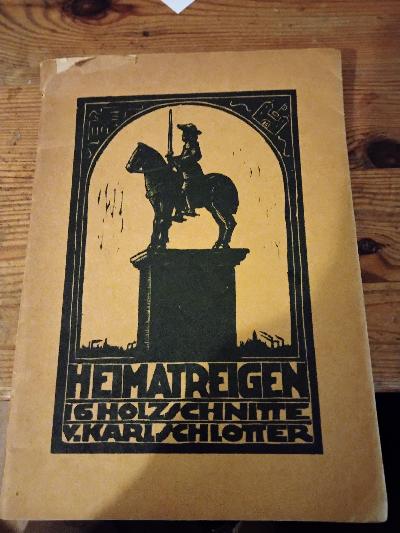 HEIMATREIGEN
16 HOLZSCHNITTE
V. KARL SCHLOTTER